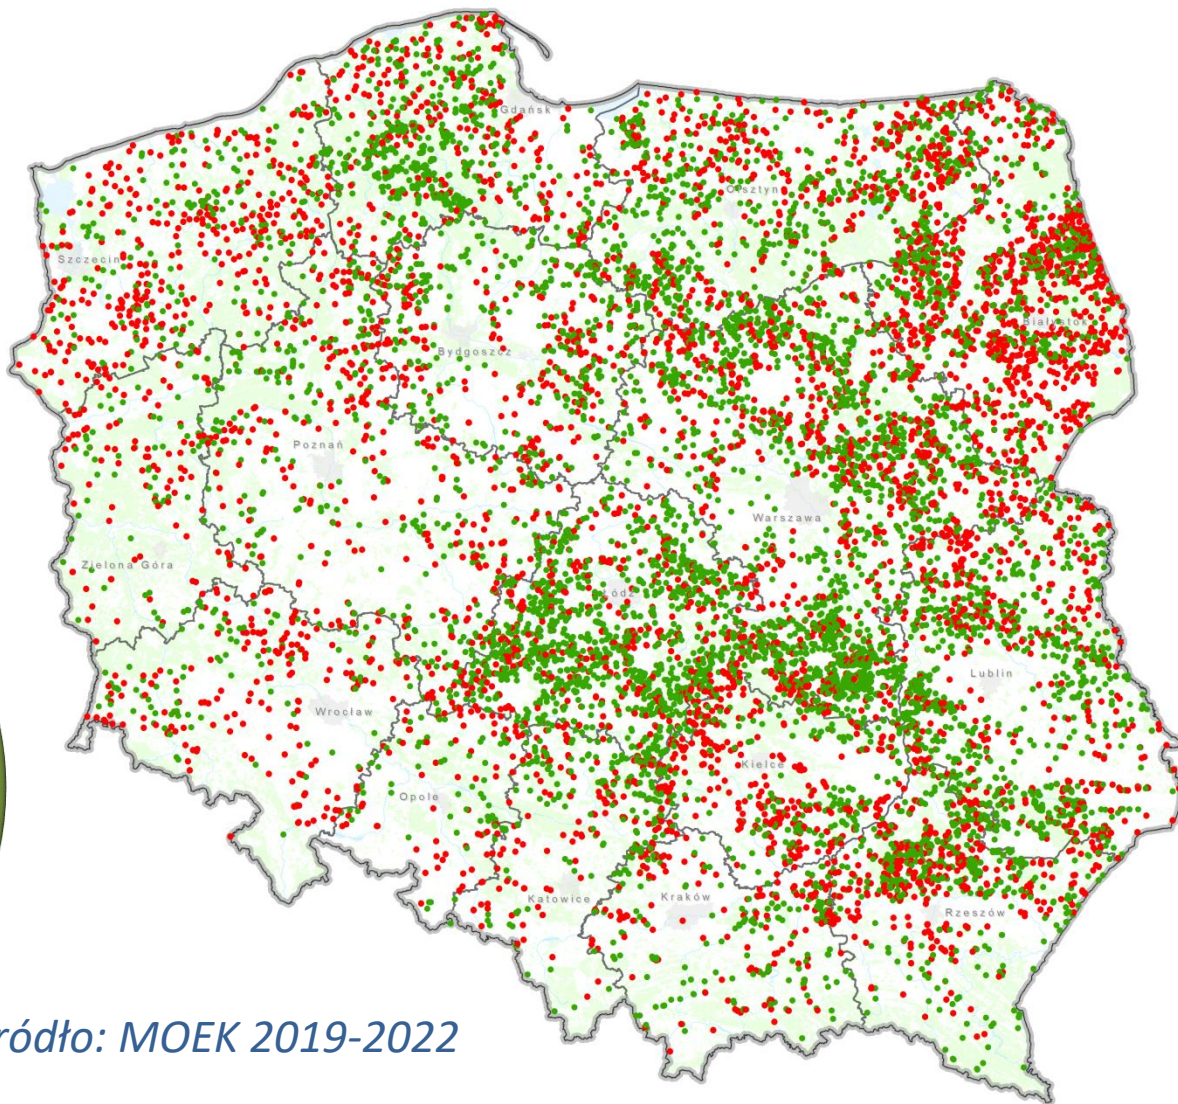 Gdańsk
Olsztyn
Szczecin
Białystok
Bydgoszcz
Poznań
Warszawa
Zielona Góra
Łódź
Lublin
Wrocław
Kielce
Opole
Katowice
Kraków
Rzeszów
ródło: MOEK 2019-2022